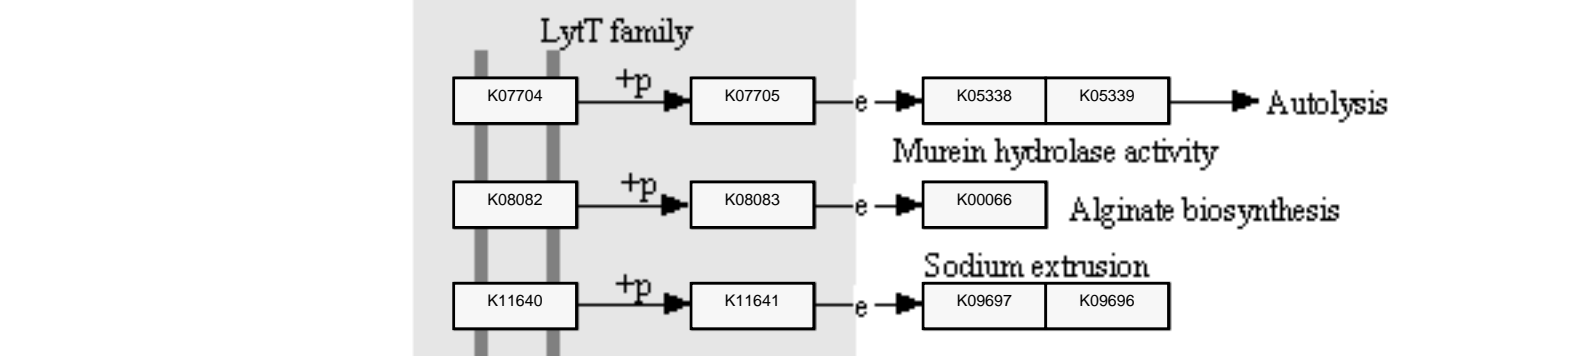 LytT family
K07704 +p K07705 e K05338 K05339 Autolysis
Murein hydrolase activity
K08082 +p K08083 e K00066 Alginate biosynthesis
Sodium extrusion
K11640 +p K11641 e K09697 K09696